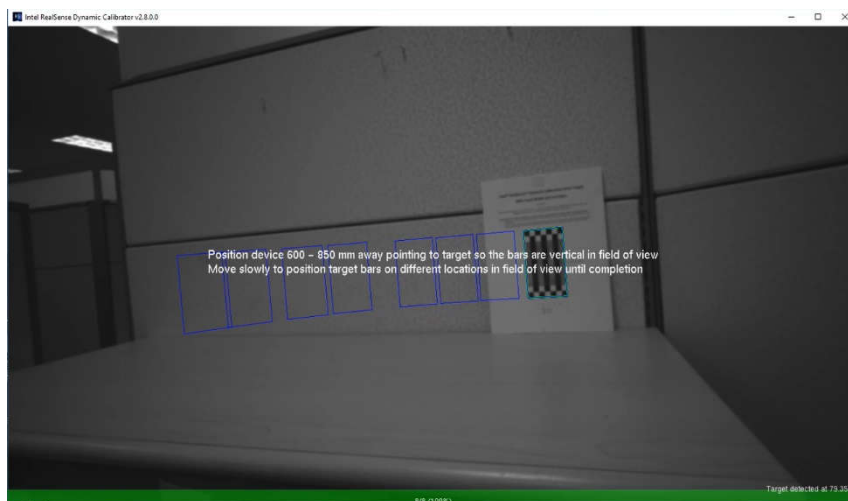 Intel RealSense Dynamic Calibrator v2.8.0.0
Position device 600 – 850 mm away pointing to target so the bars are vertical in field of view
Move slowly to position target bars on different locations in field of view until completion
Target detected at 79.35